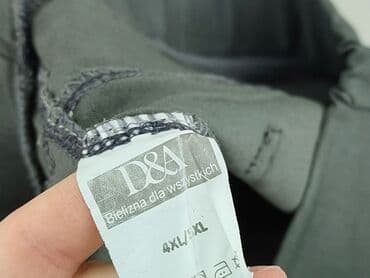 D&A
Bielizna dla wszystkich
4XL/5XL